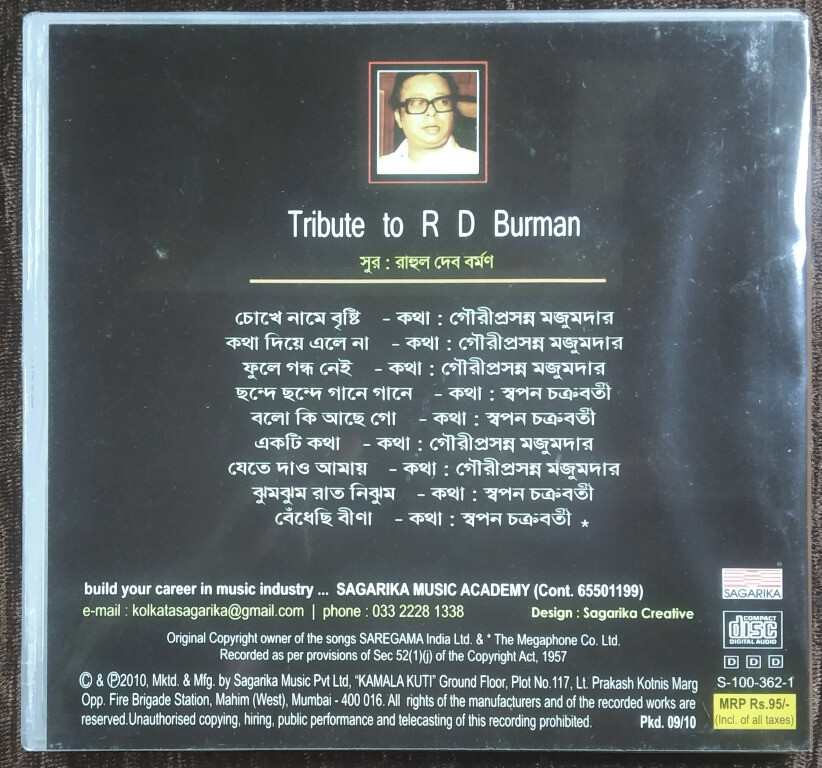 Tribute to R D Burman
সুর : রাহুল দেব বর্মণ
চোখে নামে বৃষ্টি - কথা : গৌরীপ্রসন্ন মজুমদার
কথা দিয়ে এলে না - কথা : গৌরীপ্রসন্ন মজুমদার
ফুলে গন্ধ নেই - কথা : গৌরীপ্রসন্ন মজুমদার
ছন্দে ছন্দে গানে গানে - কথা : স্বপন চক্রবর্তী
বলো কি আছে গো - কথা : স্বপন চক্রবর্তী
একটি কথা - কথা : গৌরীপ্রসন্ন মজুমদার
যেতে দাও আমায় - কথা : গৌরীপ্রসন্ন মজুমদার
ঝুমঝুম রাত নিঝুম - কথা : স্বপন চক্রবর্তী
বেঁধেছি বীণা - কথা : স্বপন চক্রবর্তী *
build your career in music industry ... SAGARIKA MUSIC ACADEMY (Cont. 65501199)
e-mail : kolkatasagarika@gmail.com | phone : 033 2228 1338 Design : Sagarika Creative
Original Copyright owner of the songs SAREGAMA India Ltd. & * The Megaphone Co. Ltd.
Recorded as per provisions of Sec 52(1)(j) of the Copyright Act, 1957
© & ℗2010, Mktd. & Mfg. by Sagarika Music Pvt Ltd, “KAMALA KUTI” Ground Floor, Plot No.117, Lt. Prakash Kotnis Marg
Opp. Fire Brigade Station, Mahim (West), Mumbai - 400 016. All rights of the manufacturers and of the recorded works are
reserved.Unauthorised copying, hiring, public performance and telecasting of this recording prohibited. Pkd. 09/10
SAGARIKA
COMPACT
disc
DIGITAL AUDIO
D D D
S-100-362-1
MRP Rs.95/-
(Incl. of all taxes)